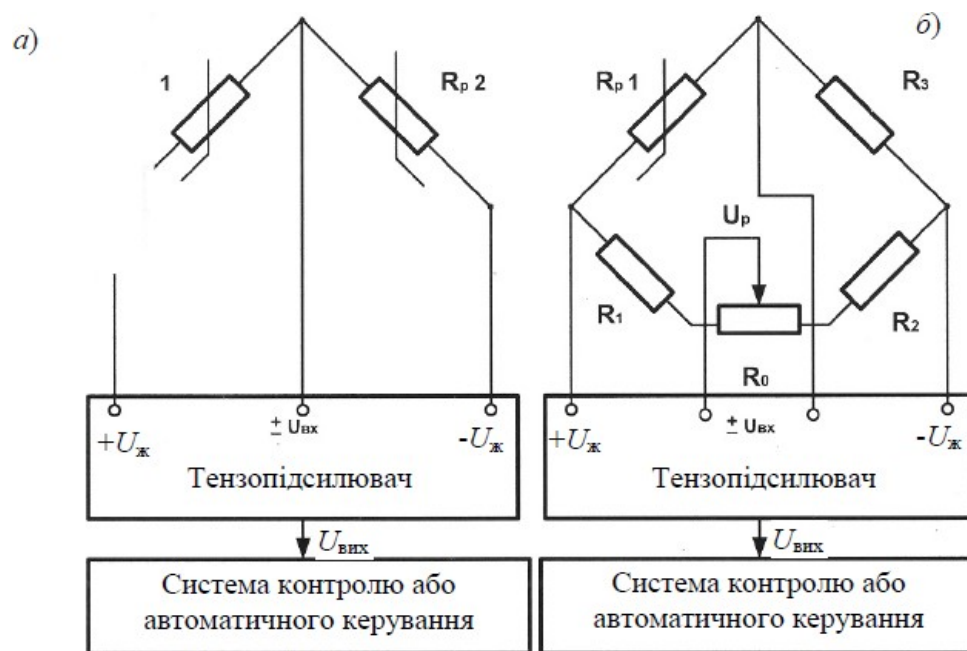 а)
1
Rр 2
+Uж
± Uвх
-Uж
Тензопідсилювач
Uвих
Система контролю або
автоматичного керування
б)
Rр 1
R3
Uр
R1
R2
R0
+Uж
± Uвх
-Uж
Тензопідсилювач
Uвих
Система контролю або
автоматичного керування